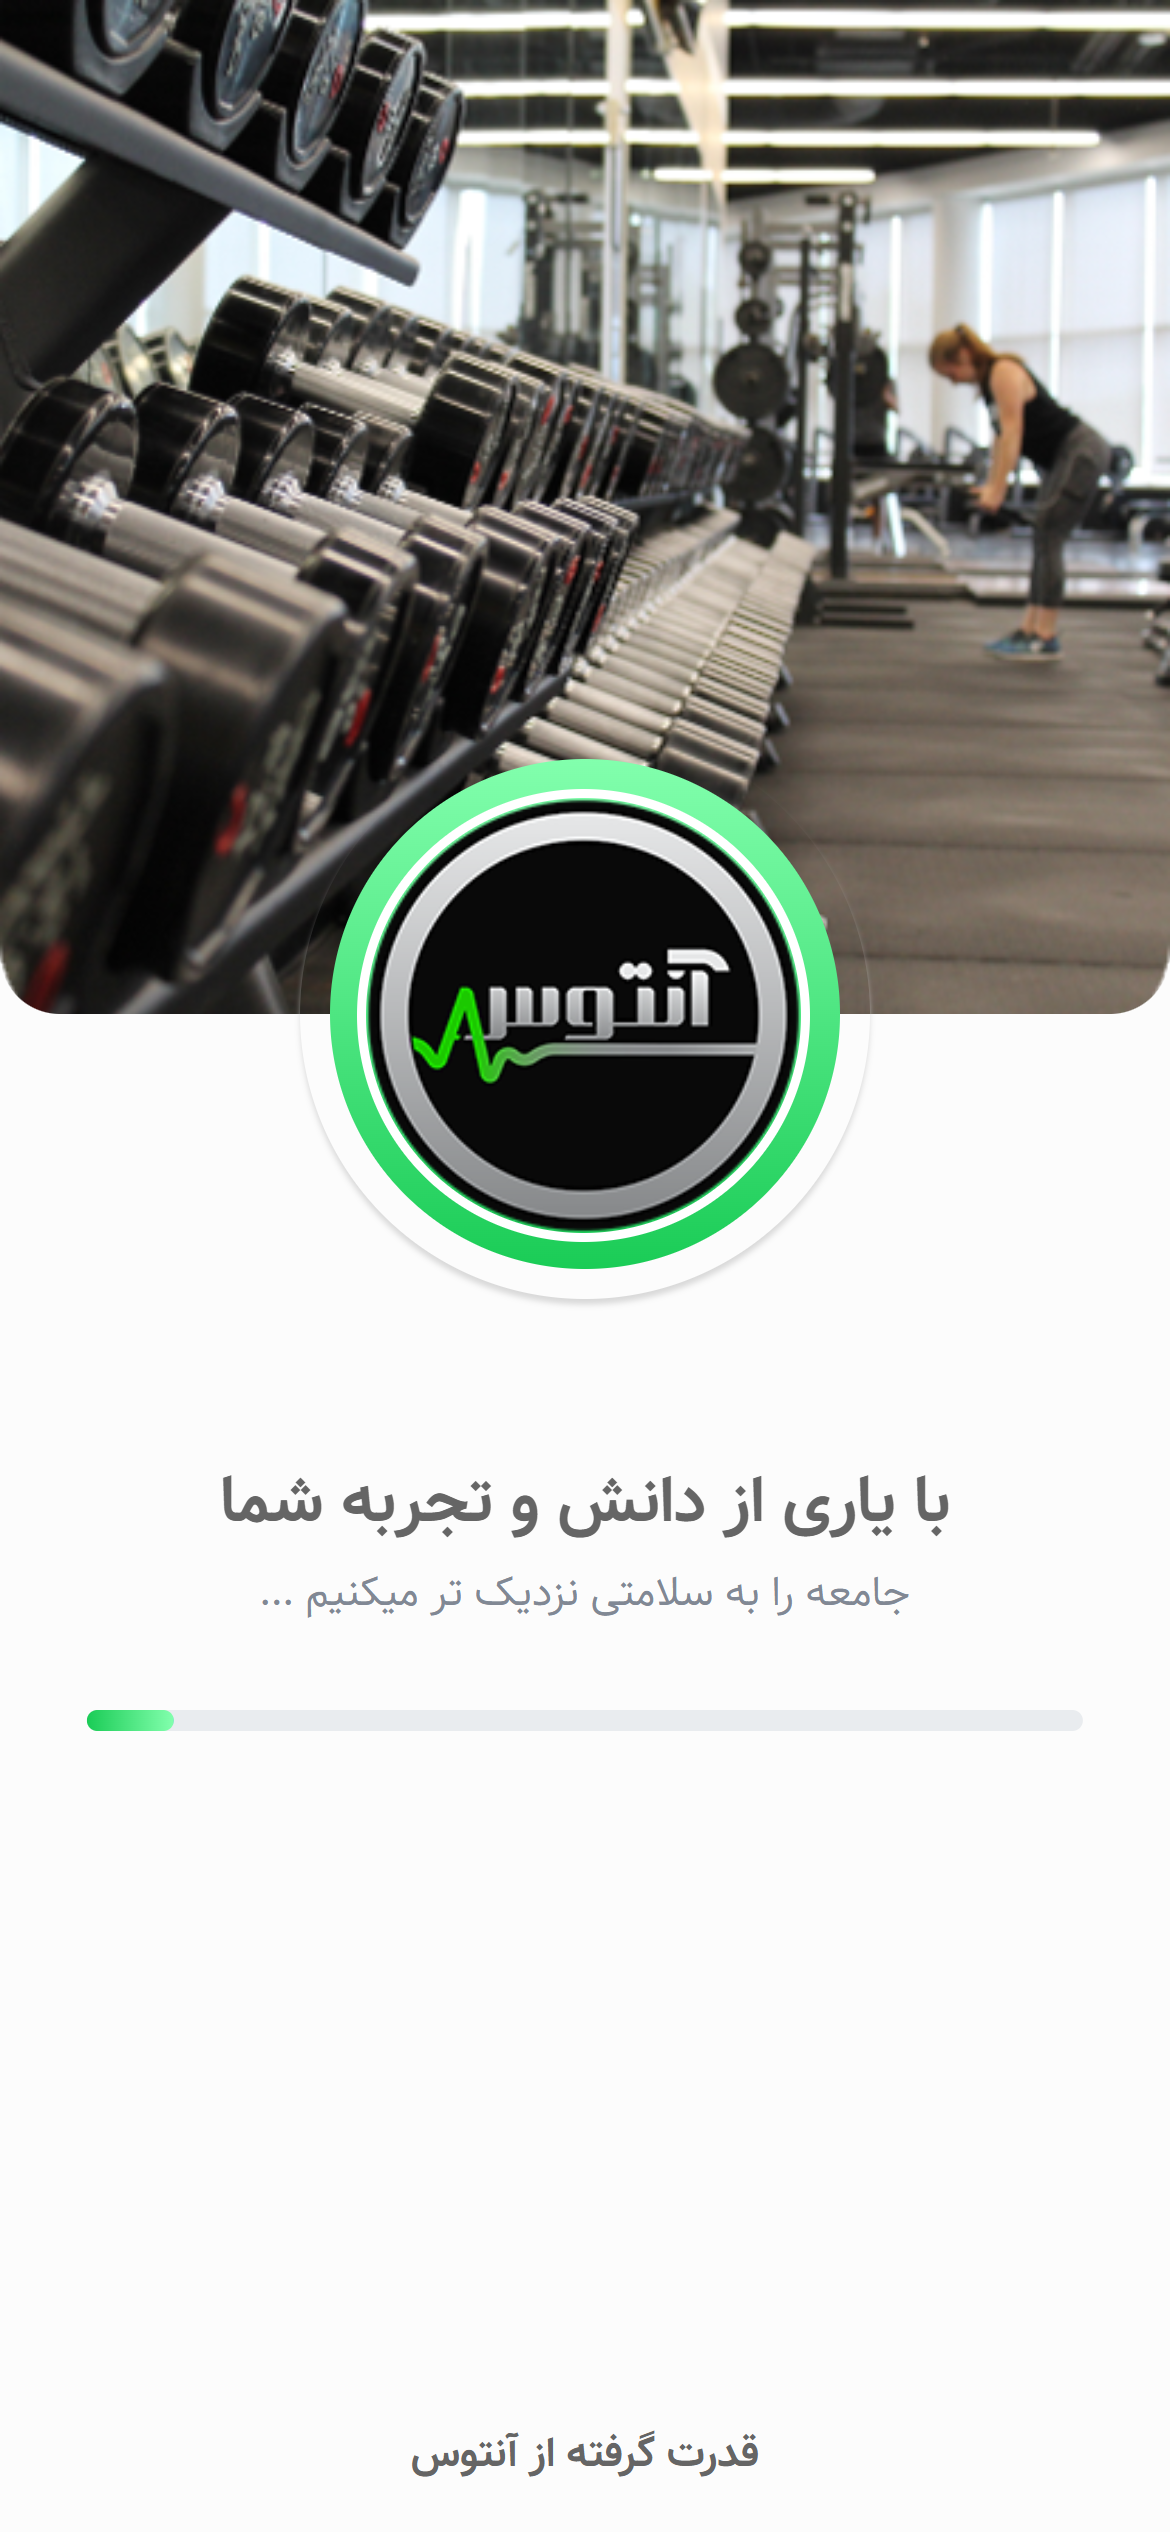 آنتوس
با یاری از دانش و تجربه شما
جامعه را به سلامتی نزدیک تر میکنیم ...
قدرت گرفته از آنتوس